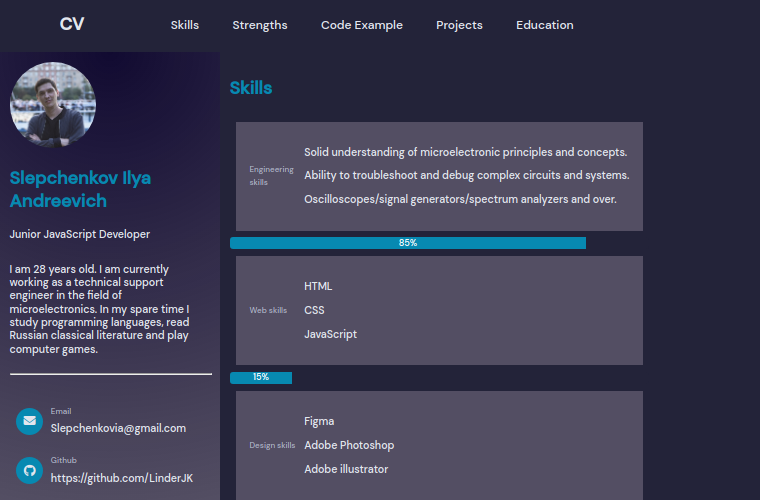 CV
Skills
Strengths
Code Example
Projects
Education
Slepchenkov Ilya
Andreevich
Junior JavaScript Developer
I am 28 years old. I am currently
working as a technical support
engineer in the field of
microelectronics. In my spare time I
study programming languages, read
Russian classical literature and play
computer games.
Email
Slepchenkovia@gmail.com
Github
https://github.com/LinderJK
Skills
Engineering
skills
Solid understanding of microelectronic principles and concepts.
Ability to troubleshoot and debug complex circuits and systems.
Oscilloscopes/signal generators/spectrum analyzers and over.
85%
Web skills
HTML
CSS
JavaScript
15%
Design skills
Figma
Adobe Photoshop
Adobe illustrator